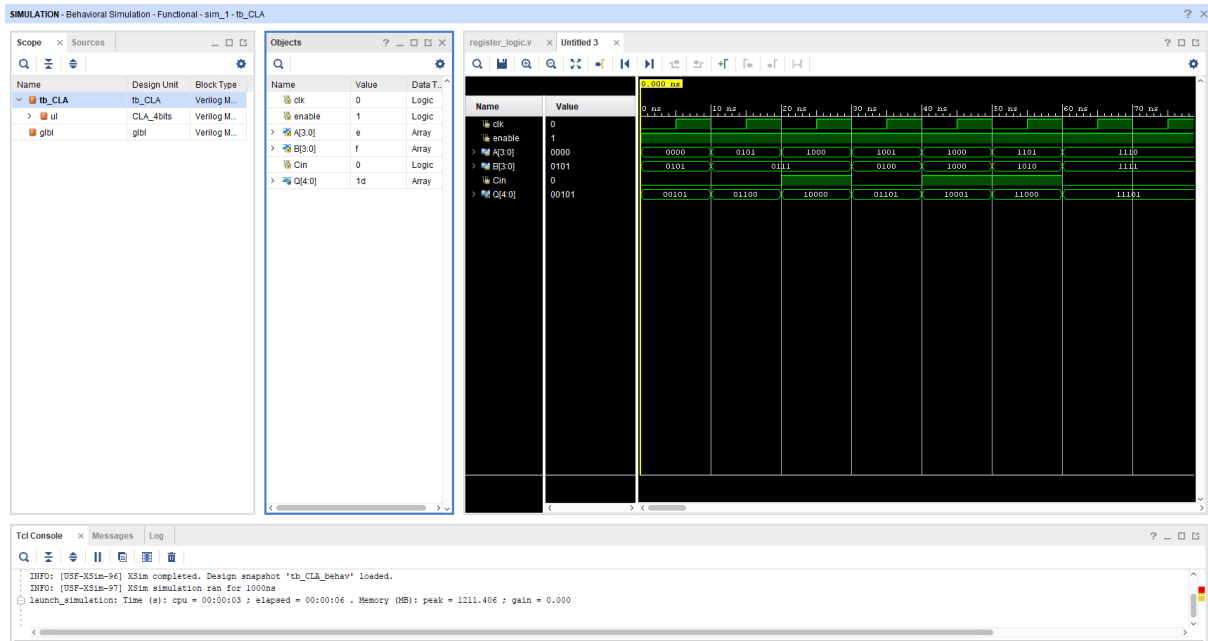 SIMULATION - Behavioral Simulation - Functional - sim_1 - tb_CLA
Scope
Sources
Name Design Unit Block Type
tb_CLA tb_CLA Verilog M...
ul CLA_4bits Verilog M...
glbl glbl Verilog M...
Objects
Name Value Data T...
clk 0 Logic
enable 1 Logic
A[3:0] e Array
B[3:0] f Array
Cin 0 Logic
Q[4:0] 1d Array
register_logic.v
Untitled 3
0.000 ns
Name Value
0 ns 10 ns 20 ns 30 ns 40 ns 50 ns 60 ns 70 ns
clk 0
enable 1
A[3:0] 0000 0000 0101 1000 1001 1000 1101 1110
B[3:0] 0101 0101 0111 0100 1000 1010 1111
Cin 0
Q[4:0] 00101 00101 01100 10000 01101 10001 11000 11101
Tcl Console
Messages
Log
INFO: [USF-XSim-96] XSim completed. Design snapshot 'tb_CLA_behav' loaded.
INFO: [USF-XSim-97] XSim simulation ran for 1000ns
launch_simulation: Time (s): cpu = 00:00:03 ; elapsed = 00:00:06 . Memory (MB): peak = 1211.406 ; gain = 0.000